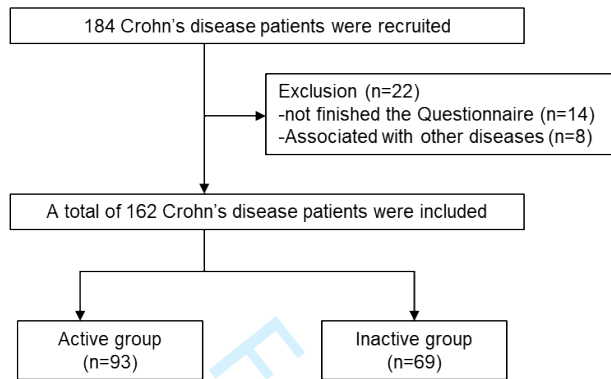 184 Crohn's disease patients were recruited
Exclusion (n=22)
-not finished the Questionnaire (n=14)
-Associated with other diseases (n=8)
A total of 162 Crohn's disease patients were included
Active group
(n=93)
Inactive group
(n=69)